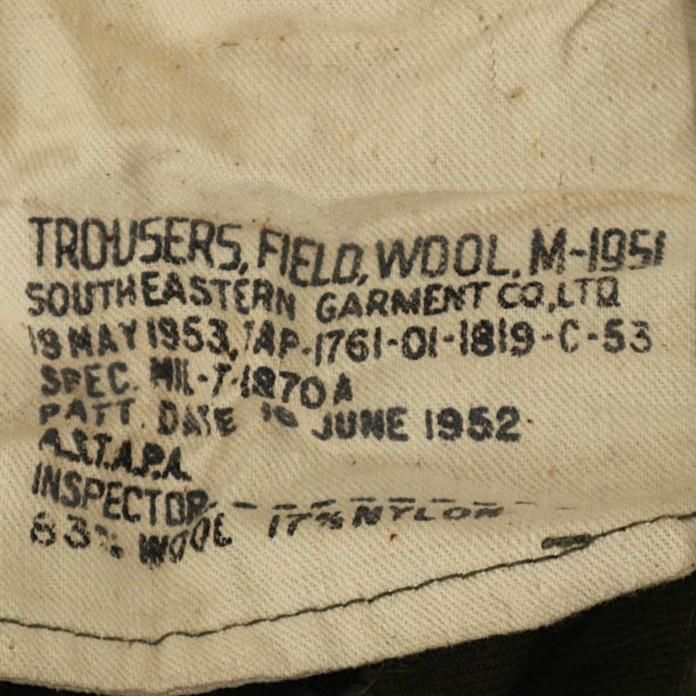 TROUSERS, FIELD, WOOL, M-1951
SOUTHEASTERN GARMENT CO., LTD
19 MAY 1953, TAP-1761-01-1819-C-53
SPEC. MIL-T-1870A
PATT. DATE JUNE 1952
A.S.T.A.P.A.
INSPECTOR
83% WOOL 17% NYLON